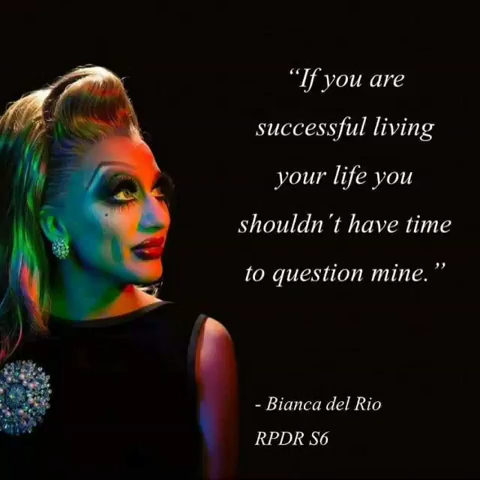 “If you are
successful living
your life you
shouldn´t have time
to question mine.”
- Bianca del Rio
RPDR S6